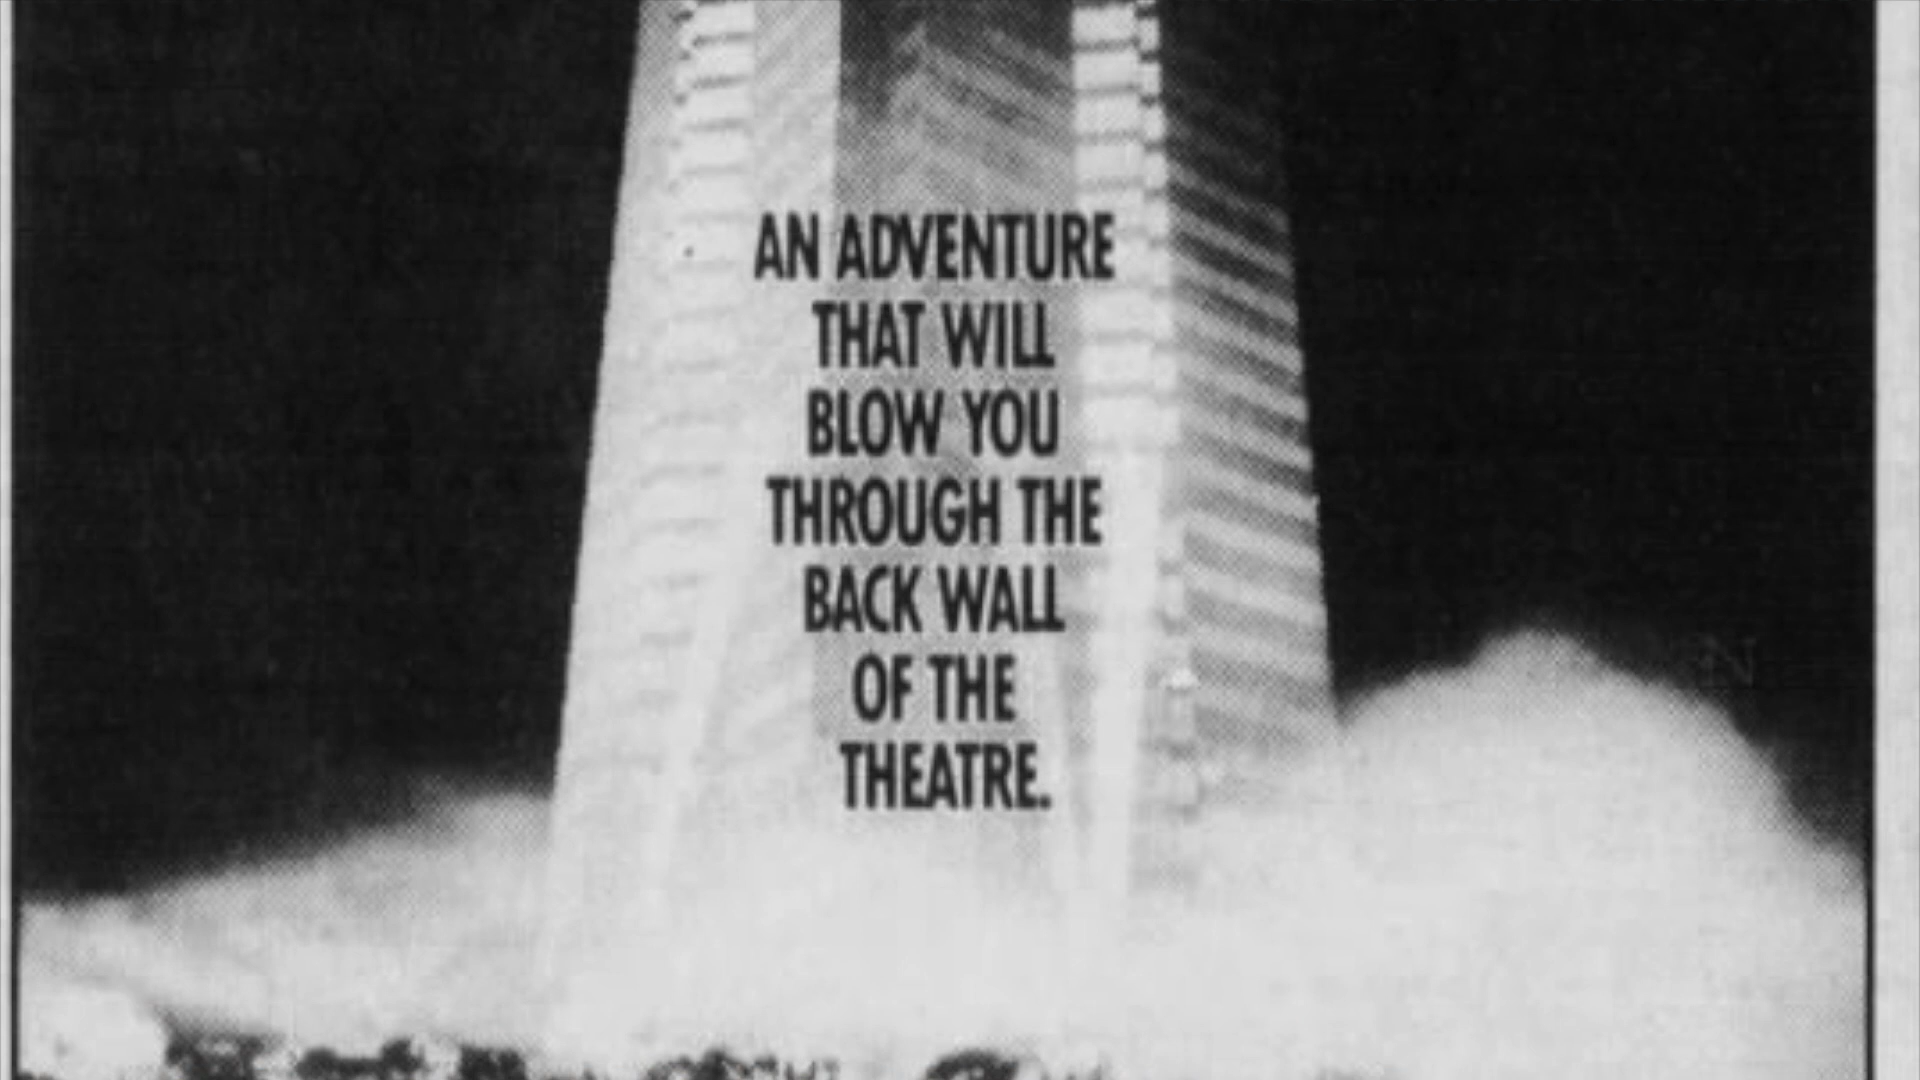 AN ADVENTURE
THAT WILL
BLOW YOU
THROUGH THE
BACK WALL
OF THE
THEATRE.